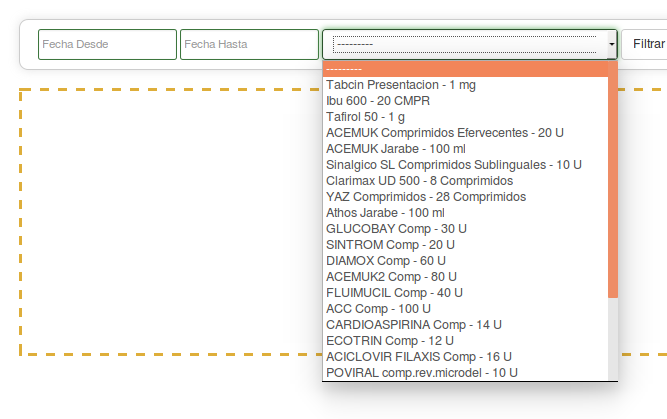 Fecha Desde
Fecha Hasta
---------
Filtrar
---------
Tabcin Presentacion - 1 mg
Ibu 600 - 20 CMPR
Tafirol 50 - 1 g
ACEMUK Comprimidos Efervecentes - 20 U
ACEMUK Jarabe - 100 ml
Sinalgico SL Comprimidos Sublinguales - 10 U
Clarimax UD 500 - 8 Comprimidos
YAZ Comprimidos - 28 Comprimidos
Athos Jarabe - 100 ml
GLUCOBAY Comp - 30 U
SINTROM Comp - 20 U
DIAMOX Comp - 60 U
ACEMUK2 Comp - 80 U
FLUIMUCIL Comp - 40 U
ACC Comp - 100 U
CARDIOASPIRINA Comp - 14 U
ECOTRIN Comp - 12 U
ACICLOVIR FILAXIS Comp - 16 U
POVIRAL comp.rev.microdel - 10 U